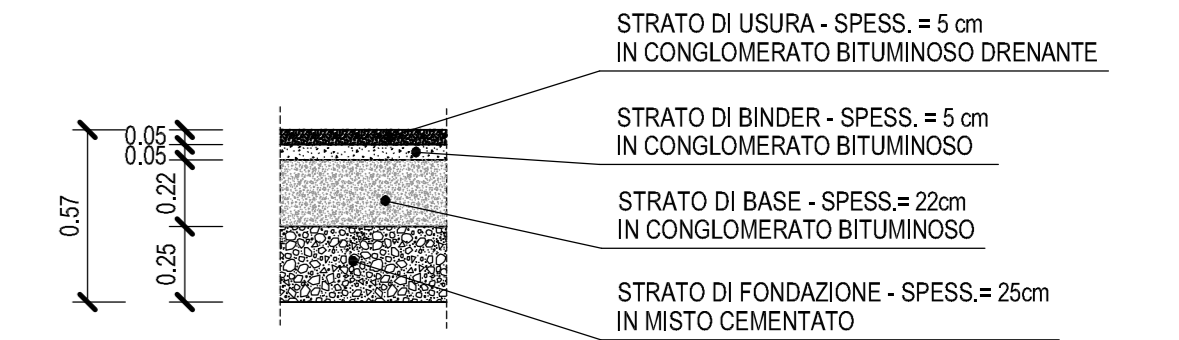 STRATO DI USURA - SPESS. = 5 cm
IN CONGLOMERATO BITUMINOSO DRENANTE
STRATO DI BINDER - SPESS. = 5 cm
IN CONGLOMERATO BITUMINOSO
STRATO DI BASE - SPESS.= 22cm
IN CONGLOMERATO BITUMINOSO
STRATO DI FONDAZIONE - SPESS.= 25cm
IN MISTO CEMENTATO
0.05
0.05
0.22
0.25
0.57